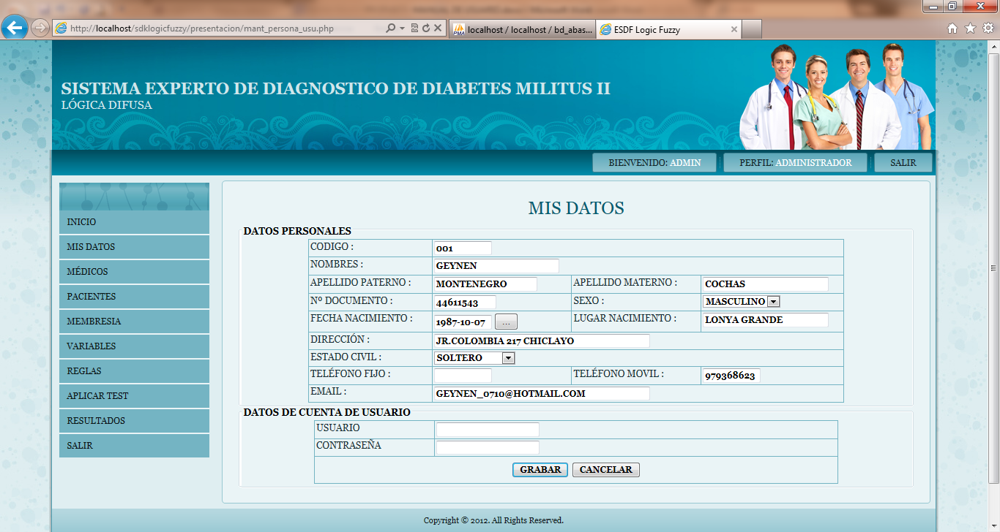 http://localhost/sdklogicfuzzy/presentacion/mant_persona_usu.php
localhost / localhost / bd_abas...
ESDF Logic Fuzzy
SISTEMA EXPERTO DE DIAGNOSTICO DE DIABETES MILITUS II
LÓGICA DIFUSA
BIENVENIDO: ADMIN PERFIL: ADMINISTRADOR SALIR
INICIO
MIS DATOS
MÉDICOS
PACIENTES
MEMBRESIA
VARIABLES
REGLAS
APLICAR TEST
RESULTADOS
SALIR
MIS DATOS
DATOS PERSONALES
CODIGO : 001
NOMBRES : GEYNEN
APELLIDO PATERNO : MONTENEGRO APELLIDO MATERNO : COCHAS
Nº DOCUMENTO : 44611543 SEXO : MASCULINO
FECHA NACIMIENTO : 1987-10-07 ... LUGAR NACIMIENTO : LONYA GRANDE
DIRECCIÓN : JR.COLOMBIA 217 CHICLAYO
ESTADO CIVIL : SOLTERO
TELÉFONO FIJO : TELÉFONO MOVIL : 979368623
EMAIL : GEYNEN_0710@HOTMAIL.COM
DATOS DE CUENTA DE USUARIO
USUARIO
CONTRASEÑA
GRABAR CANCELAR
Copyright © 2012. All Rights Reserved.